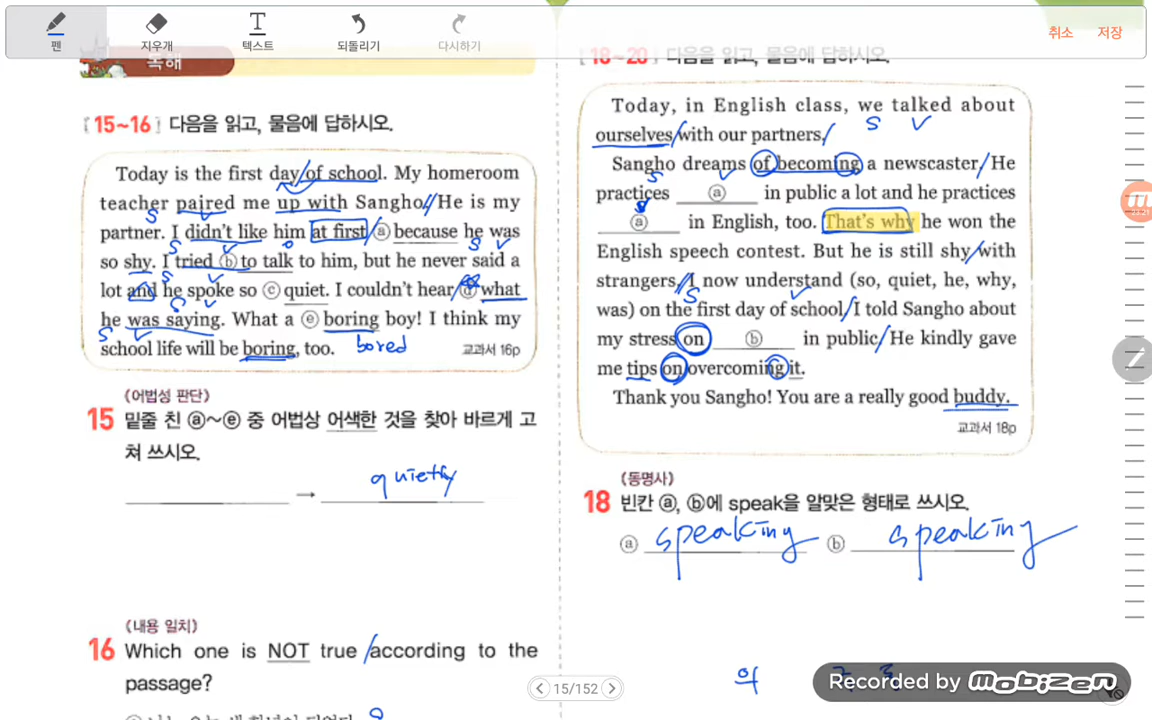 펜
지우개
텍스트
되돌리기
다시하기
취소
저장
독해
[15~16] 다음을 읽고, 물음에 답하시오.
Today is the first day of school. My homeroom
teacher paired me up with Sangho. He is my
partner. I didn't like him at first ⓐ because he was
so shy. I tried ⓑ to talk to him, but he never said a
lot and he spoke so ⓒ quiet. I couldn't hear ⓓ what
he was saying. What a ⓔ boring boy! I think my
school life will be boring, too. bored
교과서 16p
(어법성 판단)
15 밑줄 친 ⓐ~ⓔ 중 어법상 어색한 것을 찾아 바르게 고
쳐 쓰시오.
→ quietly
(내용 일치)
16 Which one is NOT true according to the
passage?
[18~20] 다음을 읽고, 물음에 답하시오.
Today, in English class, we talked about
ourselves with our partners.
Sangho dreams of becoming a newscaster. He
practices ⓐ in public a lot and he practices
ⓐ in English, too. That's why he won the
English speech contest. But he is still shy with
strangers. I now understand (so, quiet, he, why,
was) on the first day of school. I told Sangho about
my stress on ⓑ in public. He kindly gave
me tips on overcoming it.
Thank you Sangho! You are a really good buddy.
교과서 18p
(동명사)
18 빈칸 ⓐ, ⓑ에 speak을 알맞은 형태로 쓰시오.
ⓐ speaking ⓑ speaking
의
15/152
Recorded by mobizen